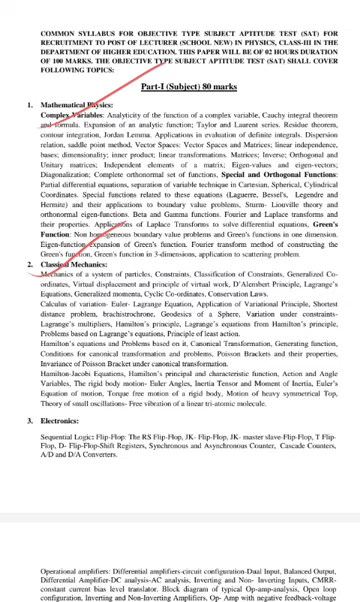 COMMON SYLLABUS FOR OBJECTIVE TYPE SUBJECT APTITUDE TEST (SAT) FOR
RECRUITMENT TO POST OF LECTURER (SCHOOL NEW) IN PHYSICS, CLASS-III IN THE
DEPARTMENT OF HIGHER EDUCATION. THIS PAPER WILL BE OF 02 HOURS DURATION
OF 100 MARKS. THE OBJECTIVE TYPE SUBJECT APTITUDE TEST (SAT) SHALL COVER
FOLLOWING TOPICS:
Part-I (Subject) 80 marks
1. Mathematical Physics:
Complex Variables: Analyticity of the function of a complex variable, Cauchy integral theorem
and formula. Expansion of an analytic function; Taylor and Laurent series. Residue theorem,
contour integration, Jordan Lemma. Applications in evaluation of definite integrals. Dispersion
relation, saddle point method, Vector Spaces: Vector Spaces and Matrices; linear independence,
bases; dimensionality; inner product; linear transformations. Matrices; Inverse; Orthogonal and
Unitary matrices; Independent elements of a matrix; Eigen-values and eigen-vectors;
Diagonalization; Complete orthonormal set of functions, Special and Orthogonal Functions:
Partial differential equations, separation of variable technique in Cartesian, Spherical, Cylindrical
Coordinates. Special functions related to these equations (Laguerre, Bessel's, Legendre and
Hermite) and their applications to boundary value problems, Sturm- Liouville theory and
orthonormal eigen-functions. Beta and Gamma functions. Fourier and Laplace transforms and
their properties. Applications of Laplace Transforms to solve differential equations, Green's
Function: Non homogeneous boundary value problems and Green's functions in one dimension.
Eigen-function expansion of Green's function. Fourier transform method of constructing the
Green's function, Green's function in 3-dimensions, application to scattering problem.
2. Classical Mechanics:
Mechanics of a system of particles, Constraints, Classification of Constraints, Generalized Co-
ordinates, Virtual displacement and principle of virtual work, D'Alembert Principle, Lagrange's
Equations, Generalized momenta, Cyclic Co-ordinates, Conservation Laws.
Calculus of variation- Euler- Lagrange Equation, Application of Variational Principle, Shortest
distance problem, brachistrochrone, Geodesics of a Sphere. Variation under constraints-
Lagrange's multipliers, Hamilton's principle, Lagrange's equations from Hamilton's principle,
Problems based on Lagrange's equations, Principle of least action.
Hamilton's equations and Problems based on it, Canonical Transformation, Generating function,
Conditions for canonical transformation and problems, Poisson Brackets and their properties,
Invariance of Poisson Bracket under canonical transformation.
Hamilton-Jacobi Equations, Hamilton's principal and characteristic function, Action and Angle
Variables, The rigid body motion- Euler Angles, Inertia Tensor and Moment of Inertia, Euler's
Equation of motion, Torque free motion of a rigid body, Motion of heavy symmetrical Top,
Theory of small oscillations- Free vibration of a linear tri-atomic molecule.
3. Electronics:
Sequential Logic: Flip-Flop: The RS Flip-Flop, JK- Flip-Flop, JK- master slave-Flip-Flop, T Flip-
Flop, D- Flip-Flop-Shift Registers, Synchronous and Asynchronous Counter, Cascade Counters,
A/D and D/A Converters.
Operational amplifiers: Differential amplifiers-circuit configuration-Dual Input, Balanced Output,
Differential Amplifier-DC analysis-AC analysis, Inverting and Non- Inverting Inputs, CMRR-
constant current bias level translator. Block diagram of typical Op-amp-analysis, Open loop
configuration, Inverting and Non-Inverting Amplifiers, Op- Amp with negative feedback-voltage